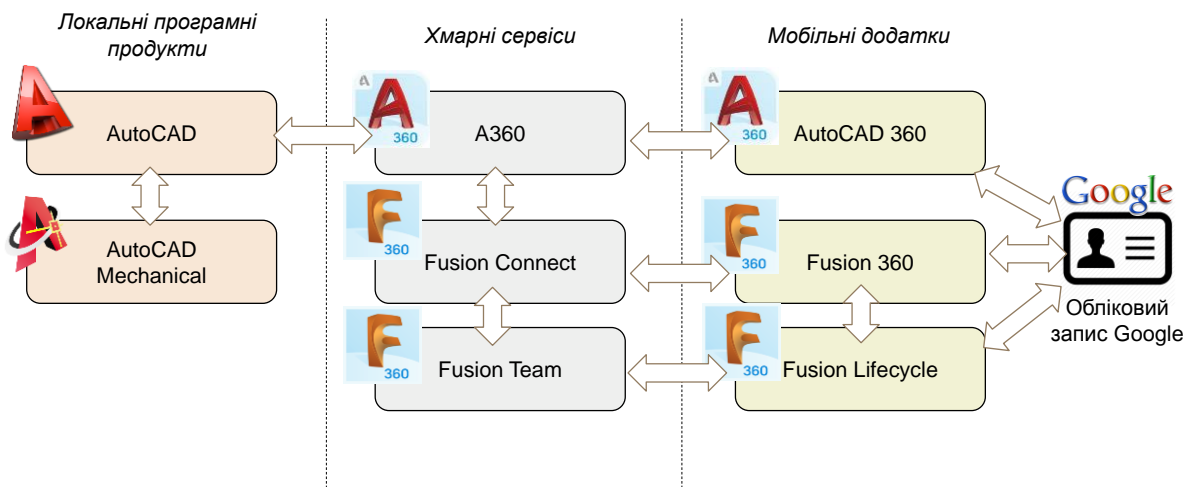 Локальні програмні
продукти
Хмарні сервіси
Мобільні додатки
AutoCAD
A
360
A360
A
360
AutoCAD 360
Google
AutoCAD
Mechanical
360
Fusion Connect
360
Fusion 360
Обліковий
запис Google
360
Fusion Team
360
Fusion Lifecycle